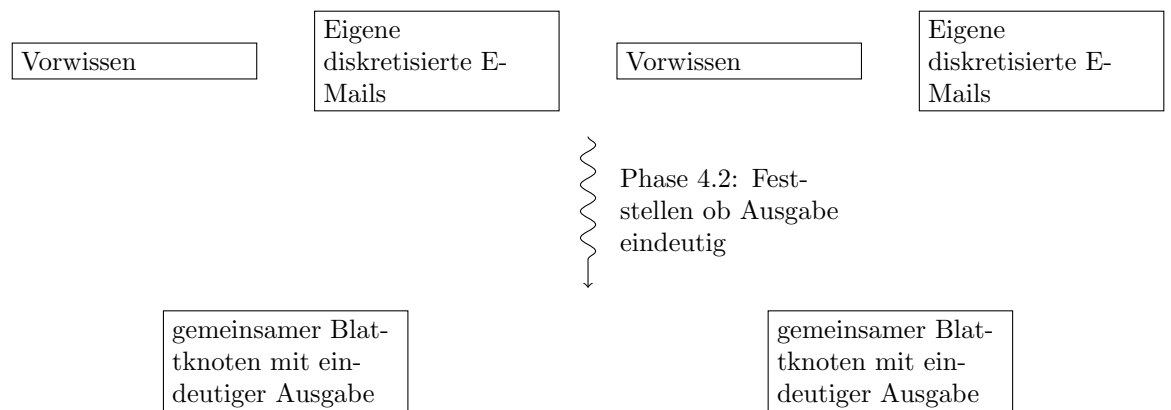 Vorwissen
Eigene
diskretisierte E-
Mails
Vorwissen
Eigene
diskretisierte E-
Mails
Phase 4.2: Fest-
stellen ob Ausgabe
eindeutig
gemeinsamer Blat-
tknoten mit ein-
deutiger Ausgabe
gemeinsamer Blat-
tknoten mit ein-
deutiger Ausgabe